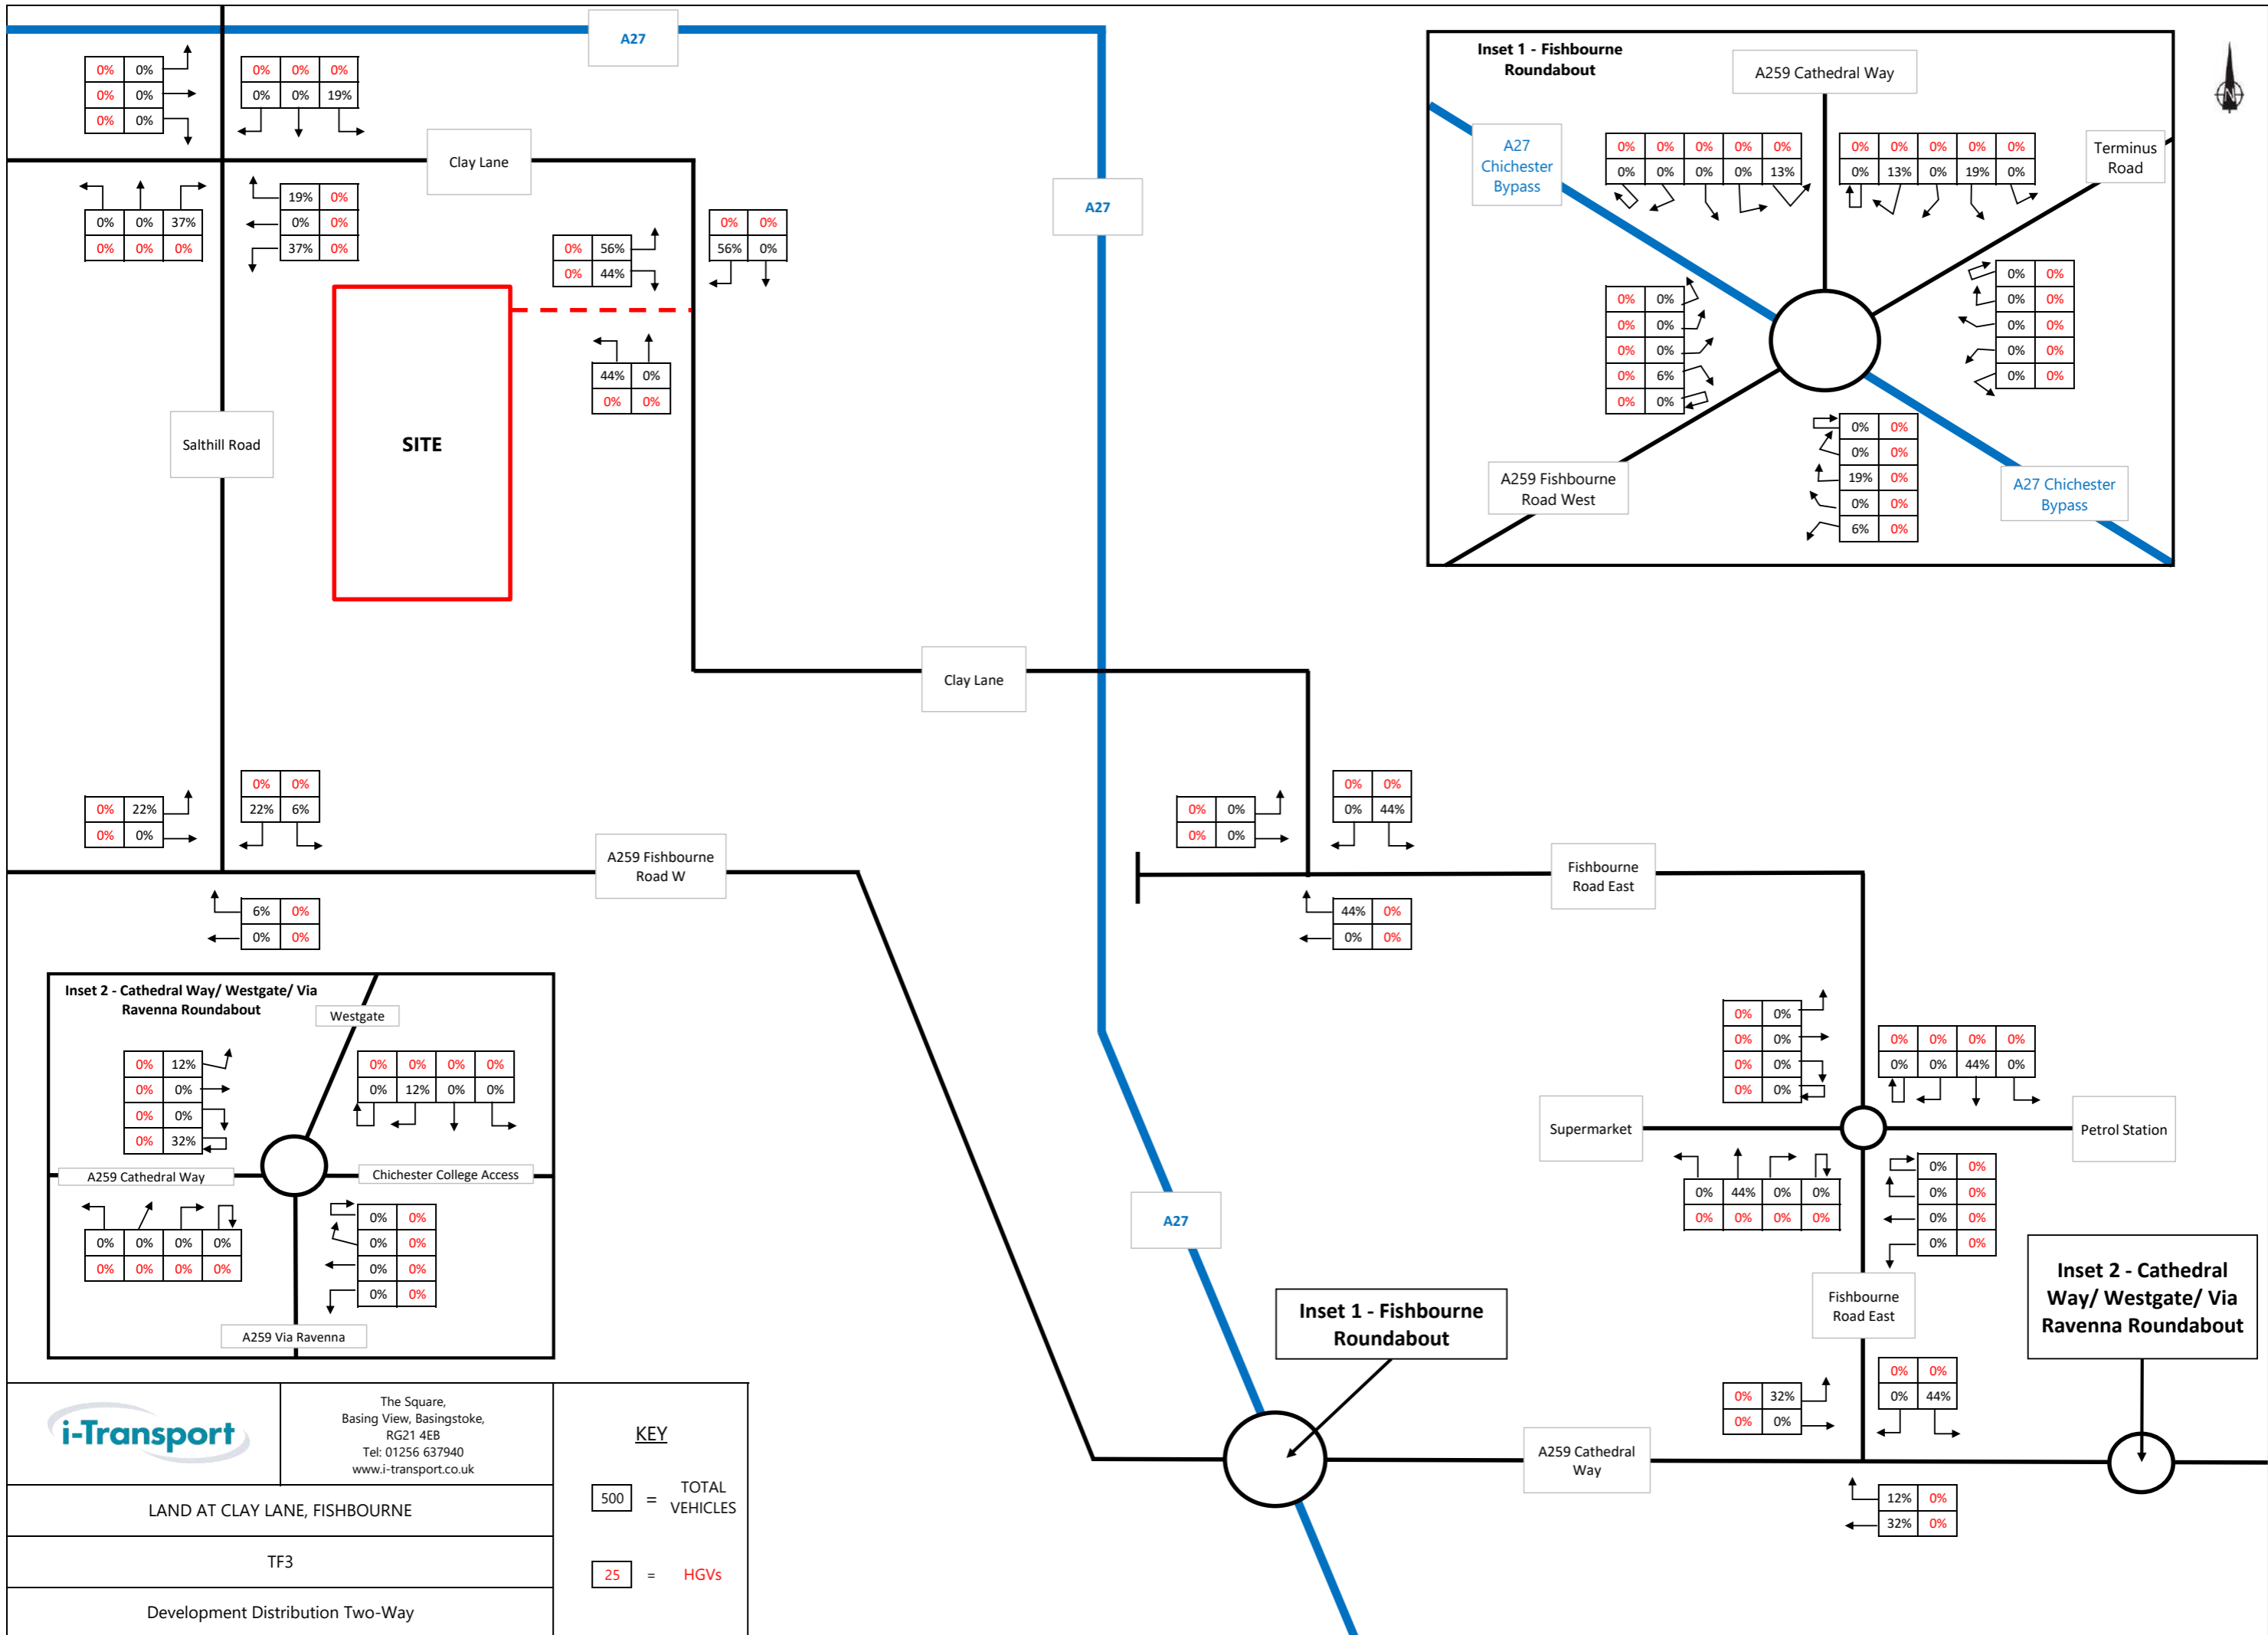 A27
0% 0%
0% 0%
0% 0%
0% 0% 0%
0% 0% 19%
Clay Lane
0% 0% 37%
0% 0% 0%
19% 0%
0% 0%
37% 0%
0% 56%
0% 44%
0% 0%
56% 0%
44% 0%
0% 0%
A27
SITE
Salthill Road
Clay Lane
Inset 1 - Fishbourne
Roundabout
A259 Cathedral Way
A27
Chichester
Bypass
Terminus
Road
0% 0% 0% 0% 0%
0% 0% 0% 0% 13%
0% 0% 0% 0% 0%
0% 13% 0% 19% 0%
0% 0%
0% 0%
0% 0%
0% 6%
0% 0%
0% 0%
0% 0%
0% 0%
0% 0%
0% 0%
0% 0%
0% 0%
19% 0%
0% 0%
6% 0%
A259 Fishbourne
Road West
A27 Chichester
Bypass
N
0% 22%
0% 0%
0% 0%
22% 6%
A259 Fishbourne
Road W
6% 0%
0% 0%
0% 0%
0% 0%
0% 0%
0% 44%
Fishbourne
Road East
44% 0%
0% 0%
Inset 2 - Cathedral Way/ Westgate/ Via
Ravenna Roundabout
Westgate
0% 12%
0% 0%
0% 0%
0% 32%
0% 0% 0% 0%
0% 12% 0% 0%
A259 Cathedral Way
Chichester College Access
0% 0% 0% 0%
0% 0% 0% 0%
0% 0%
0% 0%
0% 0%
0% 0%
A259 Via Ravenna
0% 0%
0% 0%
0% 0%
0% 0%
0% 0% 0% 0%
0% 0% 44% 0%
Supermarket
Petrol Station
0% 44% 0% 0%
0% 0% 0% 0%
0% 0%
0% 0%
0% 0%
0% 0%
Fishbourne
Road East
A27
Inset 1 - Fishbourne
Roundabout
Inset 2 - Cathedral
Way/ Westgate/ Via
Ravenna Roundabout
0% 32%
0% 0%
0% 0%
0% 44%
A259 Cathedral
Way
12% 0%
32% 0%
i-Transport
The Square,
Basing View, Basingstoke,
RG21 4EB
Tel: 01256 637940
www.i-transport.co.uk
LAND AT CLAY LANE, FISHBOURNE
TF3
Development Distribution Two-Way
KEY
500 = TOTAL
VEHICLES
25 = HGVs